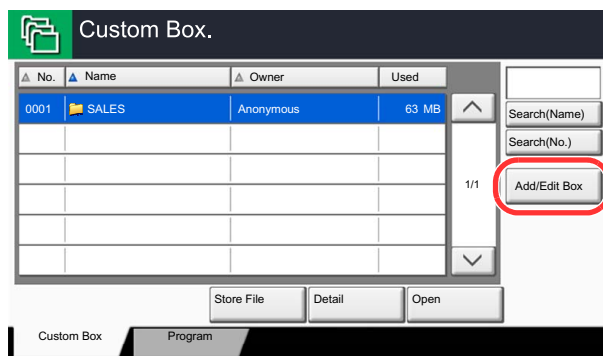 Custom Box.
No. Name Owner Used
0001 SALES Anonymous 63 MB
Search(Name)
Search(No.)
1/1
Add/Edit Box
Store File Detail Open
Custom Box Program